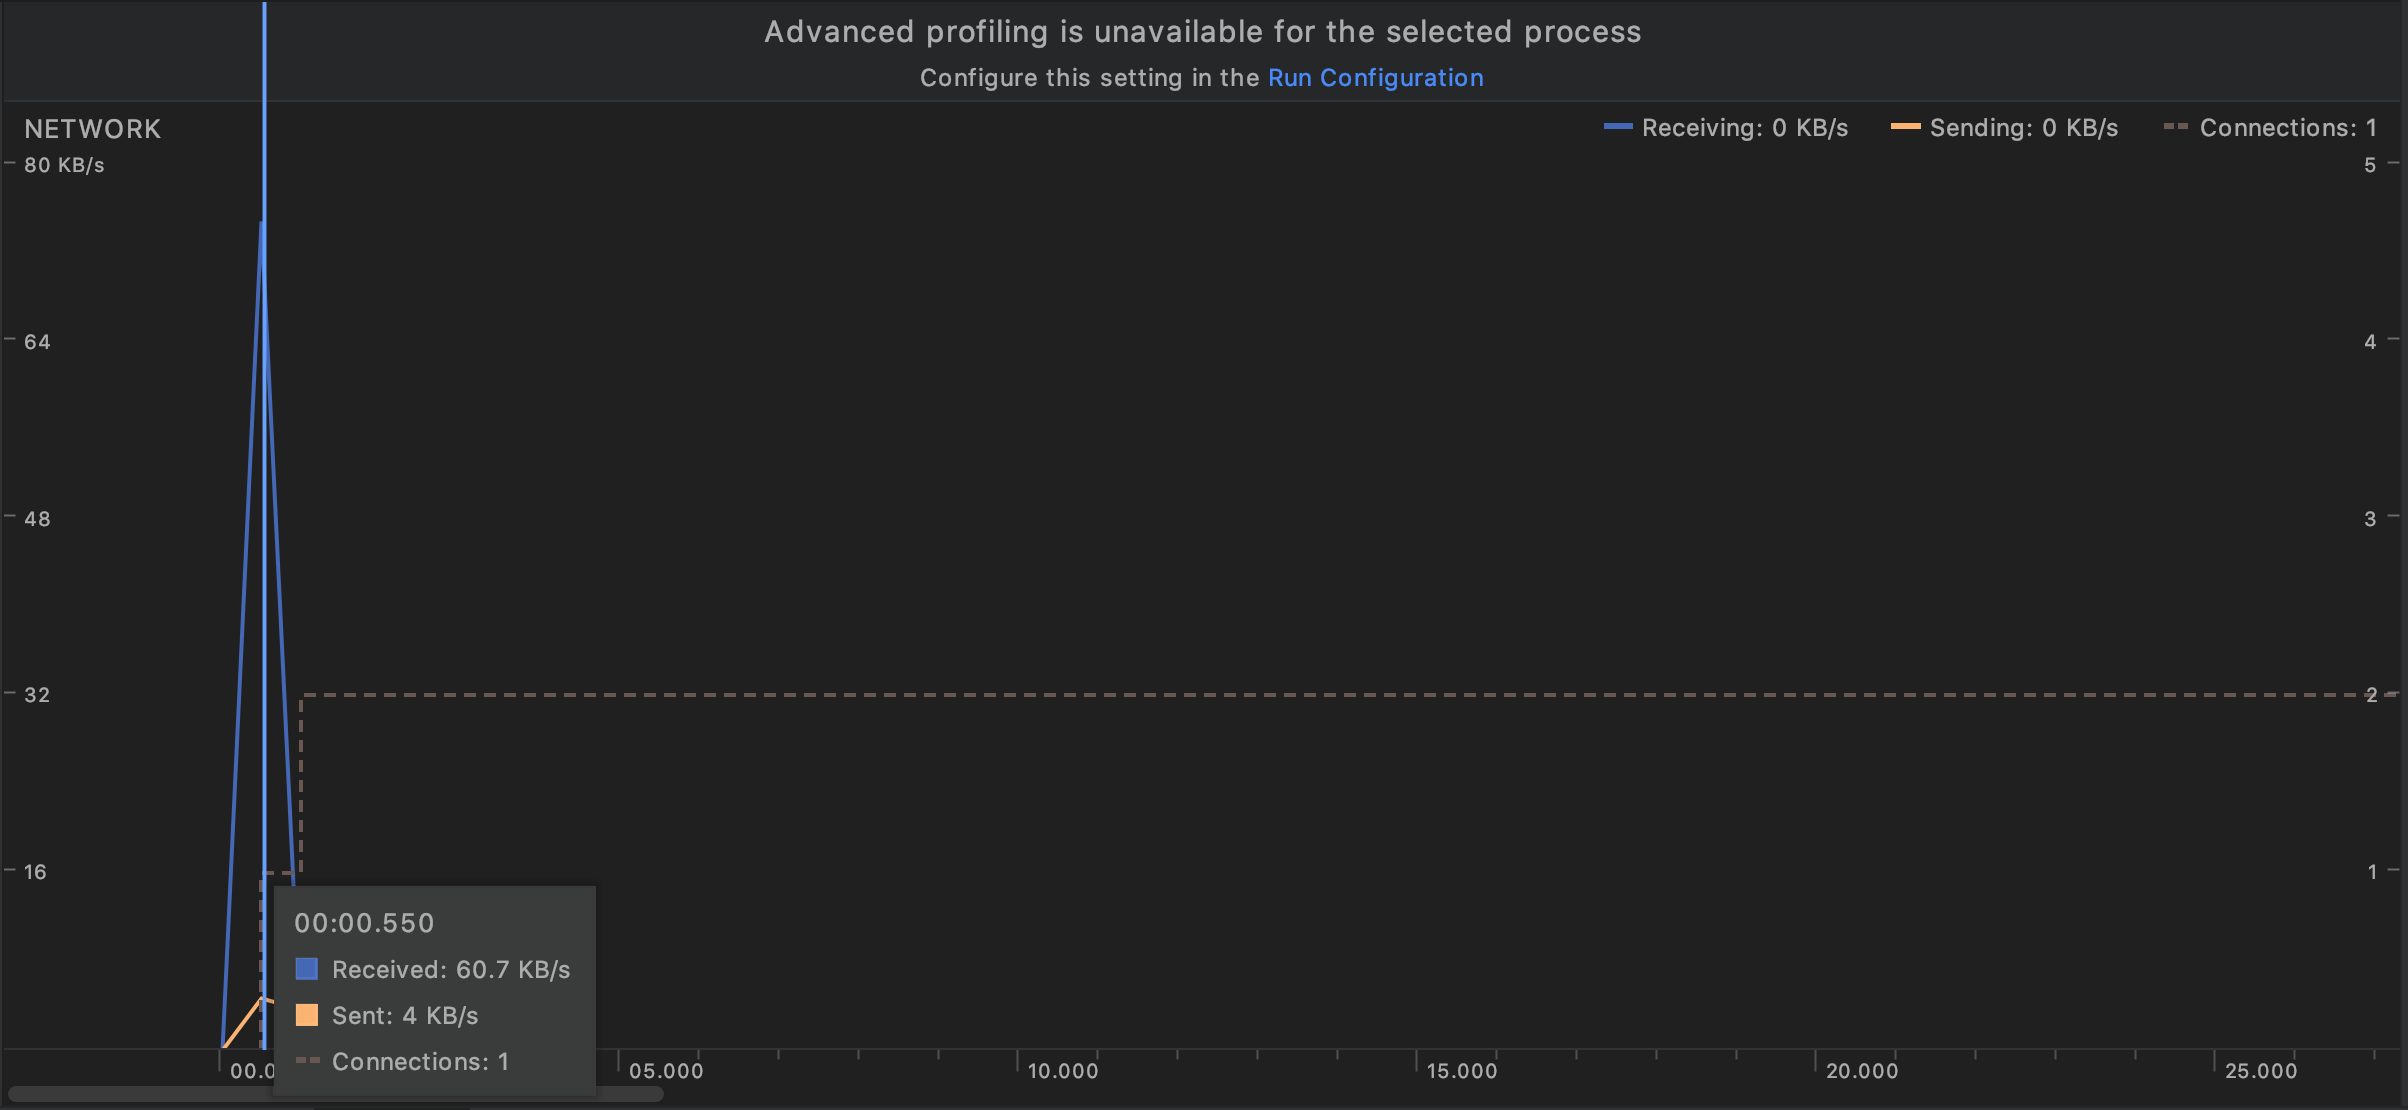 Advanced profiling is unavailable for the selected process
Configure this setting in the Run Configuration
NETWORK
Receiving: 0 KB/s
Sending: 0 KB/s
Connections: 1
80 KB/s
5
64
4
48
3
32
2
16
1
00:00.550
Received: 60.7 KB/s
Sent: 4 KB/s
Connections: 1
00.0
05.000
10.000
15.000
20.000
25.000